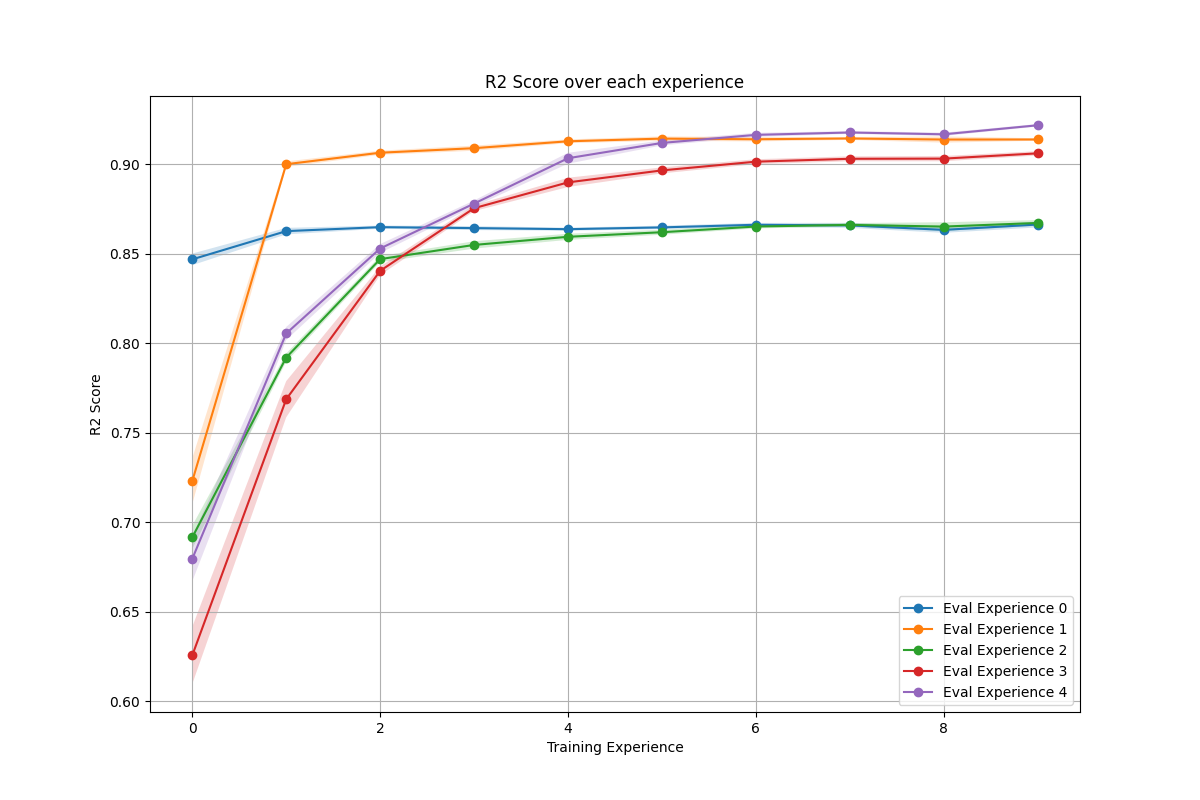 R2 Score over each experience
R2 Score
0.90
0.85
0.80
0.75
0.70
0.65
0.60
0
2
4
6
8
Training Experience
Eval Experience 0
Eval Experience 1
Eval Experience 2
Eval Experience 3
Eval Experience 4